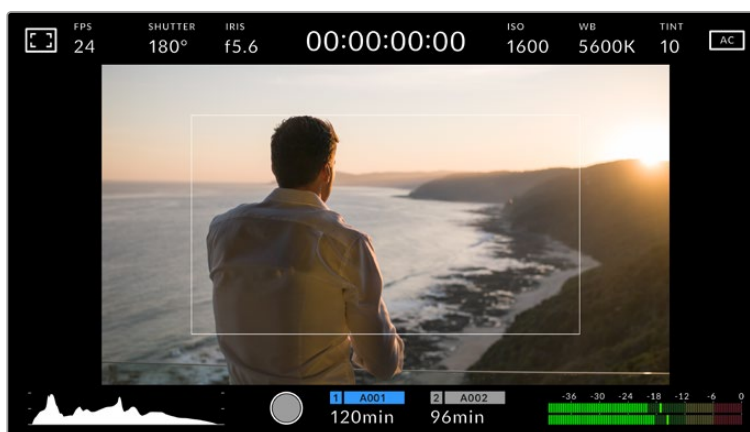 FPS SHUTTER IRIS ISO WB TINT
24 180° f5.6 00:00:00:00 1600 5600K 10 AC
1 A001 2 A002 -36 -30 -24 -18 -12 -6 0
120min 96min